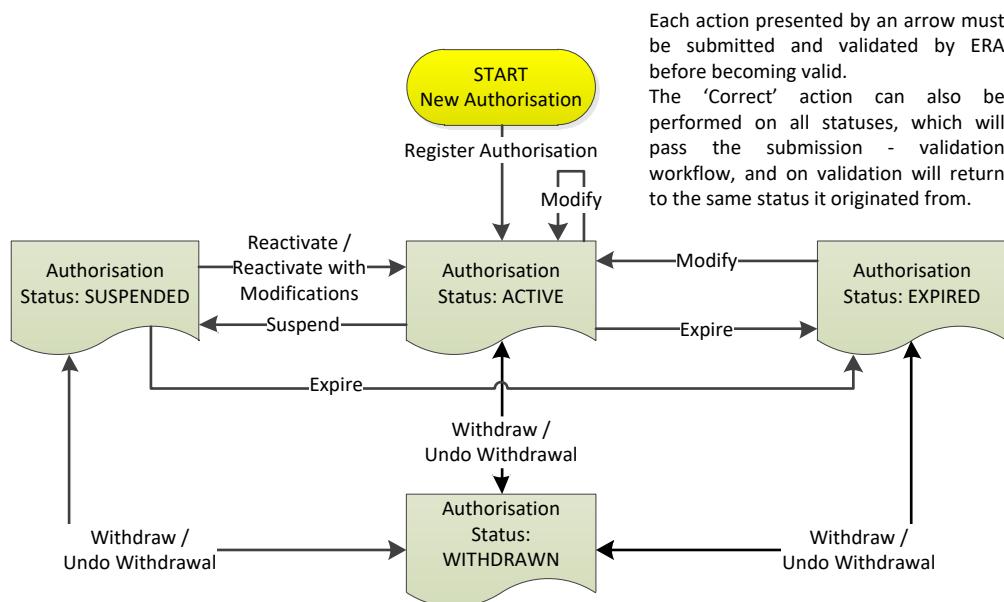 Each action presented by an arrow must
be submitted and validated by ERA
before becoming valid.
The ‘Correct’ action can also be
performed on all statuses, which will
pass the submission - validation
workflow, and on validation will return
to the same status it originated from.
START
New Authorisation
Register Authorisation
Modify
Reactivate /
Reactivate with
Modifications
Authorisation
Status: SUSPENDED
Authorisation
Status: ACTIVE
Modify
Authorisation
Status: EXPIRED
Suspend
Expire
Expire
Withdraw /
Undo Withdrawal
Authorisation
Status:
WITHDRAWN
Withdraw /
Undo Withdrawal
Withdraw /
Undo Withdrawal